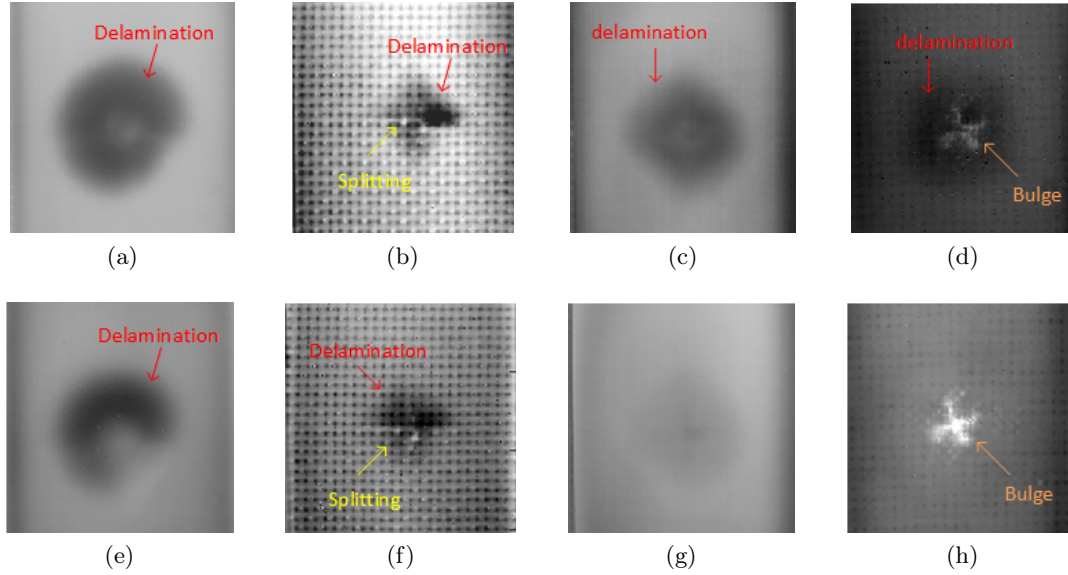 Delamination
Delamination
Splitting
delamination
delamination
Bulge
(a)
(b)
(c)
(d)
Delamination
Delamination
Splitting
Bulge
(e)
(f)
(g)
(h)